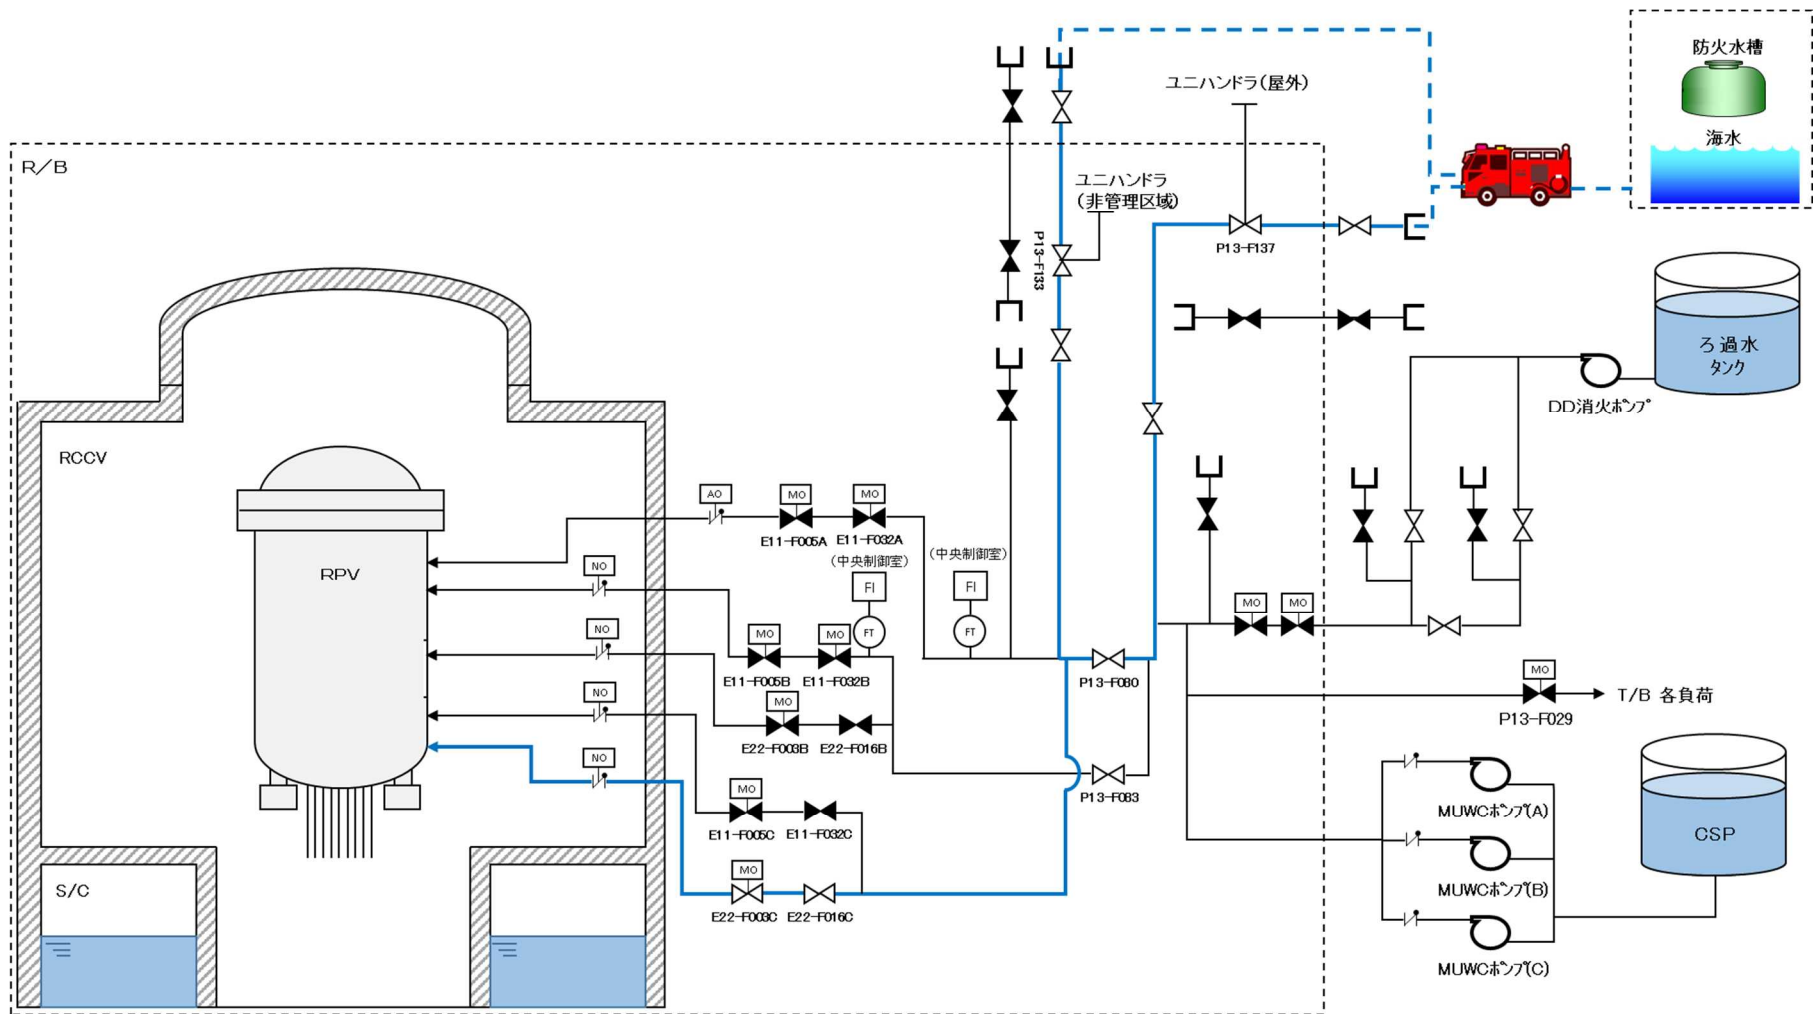 防火水槽
海水
ユニハンドラ(屋外)
R/B
ユニハンドラ
(非管理区域)
P13-F133
P13-F137
ろ過水
タンク
DD消火ポンプ
RCCV
RPV
AO
MO
MO
E11-F005A
E11-F032A
(中央制御室)
(中央制御室)
NO
FI
FI
FT
FT
MO
MO
NO
MO
MO
E11-F005B
E11-F032B
P13-F080
NO
MO
MO
T/B 各負荷
P13-F029
E22-F003B
E22-F016B
NO
P13-F083
MO
E11-F005C
E11-F032C
MUWCポンプ(A)
CSP
S/C
MO
MUWCポンプ(B)
E22-F003C
E22-F016C
MUWCポンプ(C)